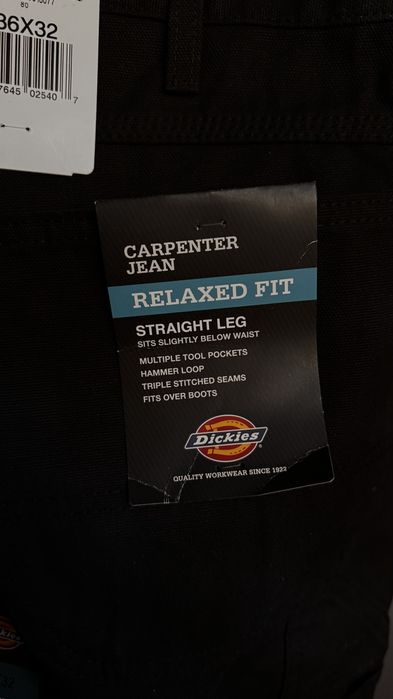 80
36X32
7645 02540 7
CARPENTER
JEAN
RELAXED FIT
STRAIGHT LEG
SITS SLIGHTLY BELOW WAIST
MULTIPLE TOOL POCKETS
HAMMER LOOP
TRIPLE STITCHED SEAMS
FITS OVER BOOTS
Dickies
QUALITY WORKWEAR SINCE 1922